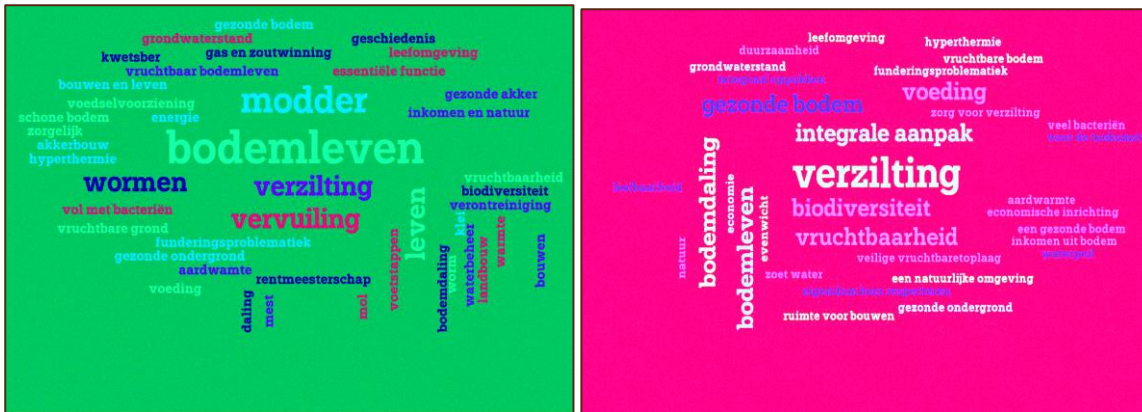 gezonde bodem
grondwaterstand
geschiedenis
kwetsber
gas en zoutwinning
leefomgeving
vruchtbaar bodemleven
essentiële functie
bouwen en leven
modder
gezonde akker
voedselvoorziening
inkomen en natuur
schone bodem
energie
zorgelijk
akkerbouw
bodemleven
hyperthermie
wormen
verzilting
vruchtbaarheid
biodiversiteit
leven
verontreiniging
vol met bacteriën
vervuiling
klei
vruchtbare grond
funderingsproblematiek
voetstappen
waterbeheer
landbouw
warmte
bouwen
gezonde ondergrond
worm
aardwamte
rentmeesterschap
bodemdaling
voeding
mol
daling
mest
leefomgeving
hyperthermie
duurzaamheid
vruchtbare bodem
grondwaterstand
funderingsproblematiek
voeding
gezonde bodem
zorg voor verzilting
integrale aanpak
veel bacteriën
bodemdaling
economie
verzilting
leefbaarheid
bodemleven
evenwicht
aardwarmte
biodiversiteit
economische inrichting
natuur
vruchtbaarheid
een gezonde bodem
inkomen uit bodem
veilige vruchtbaretoplaag
zoet water
een natuurlijke omgeving
gezonde ondergrond
ruimte voor bouwen